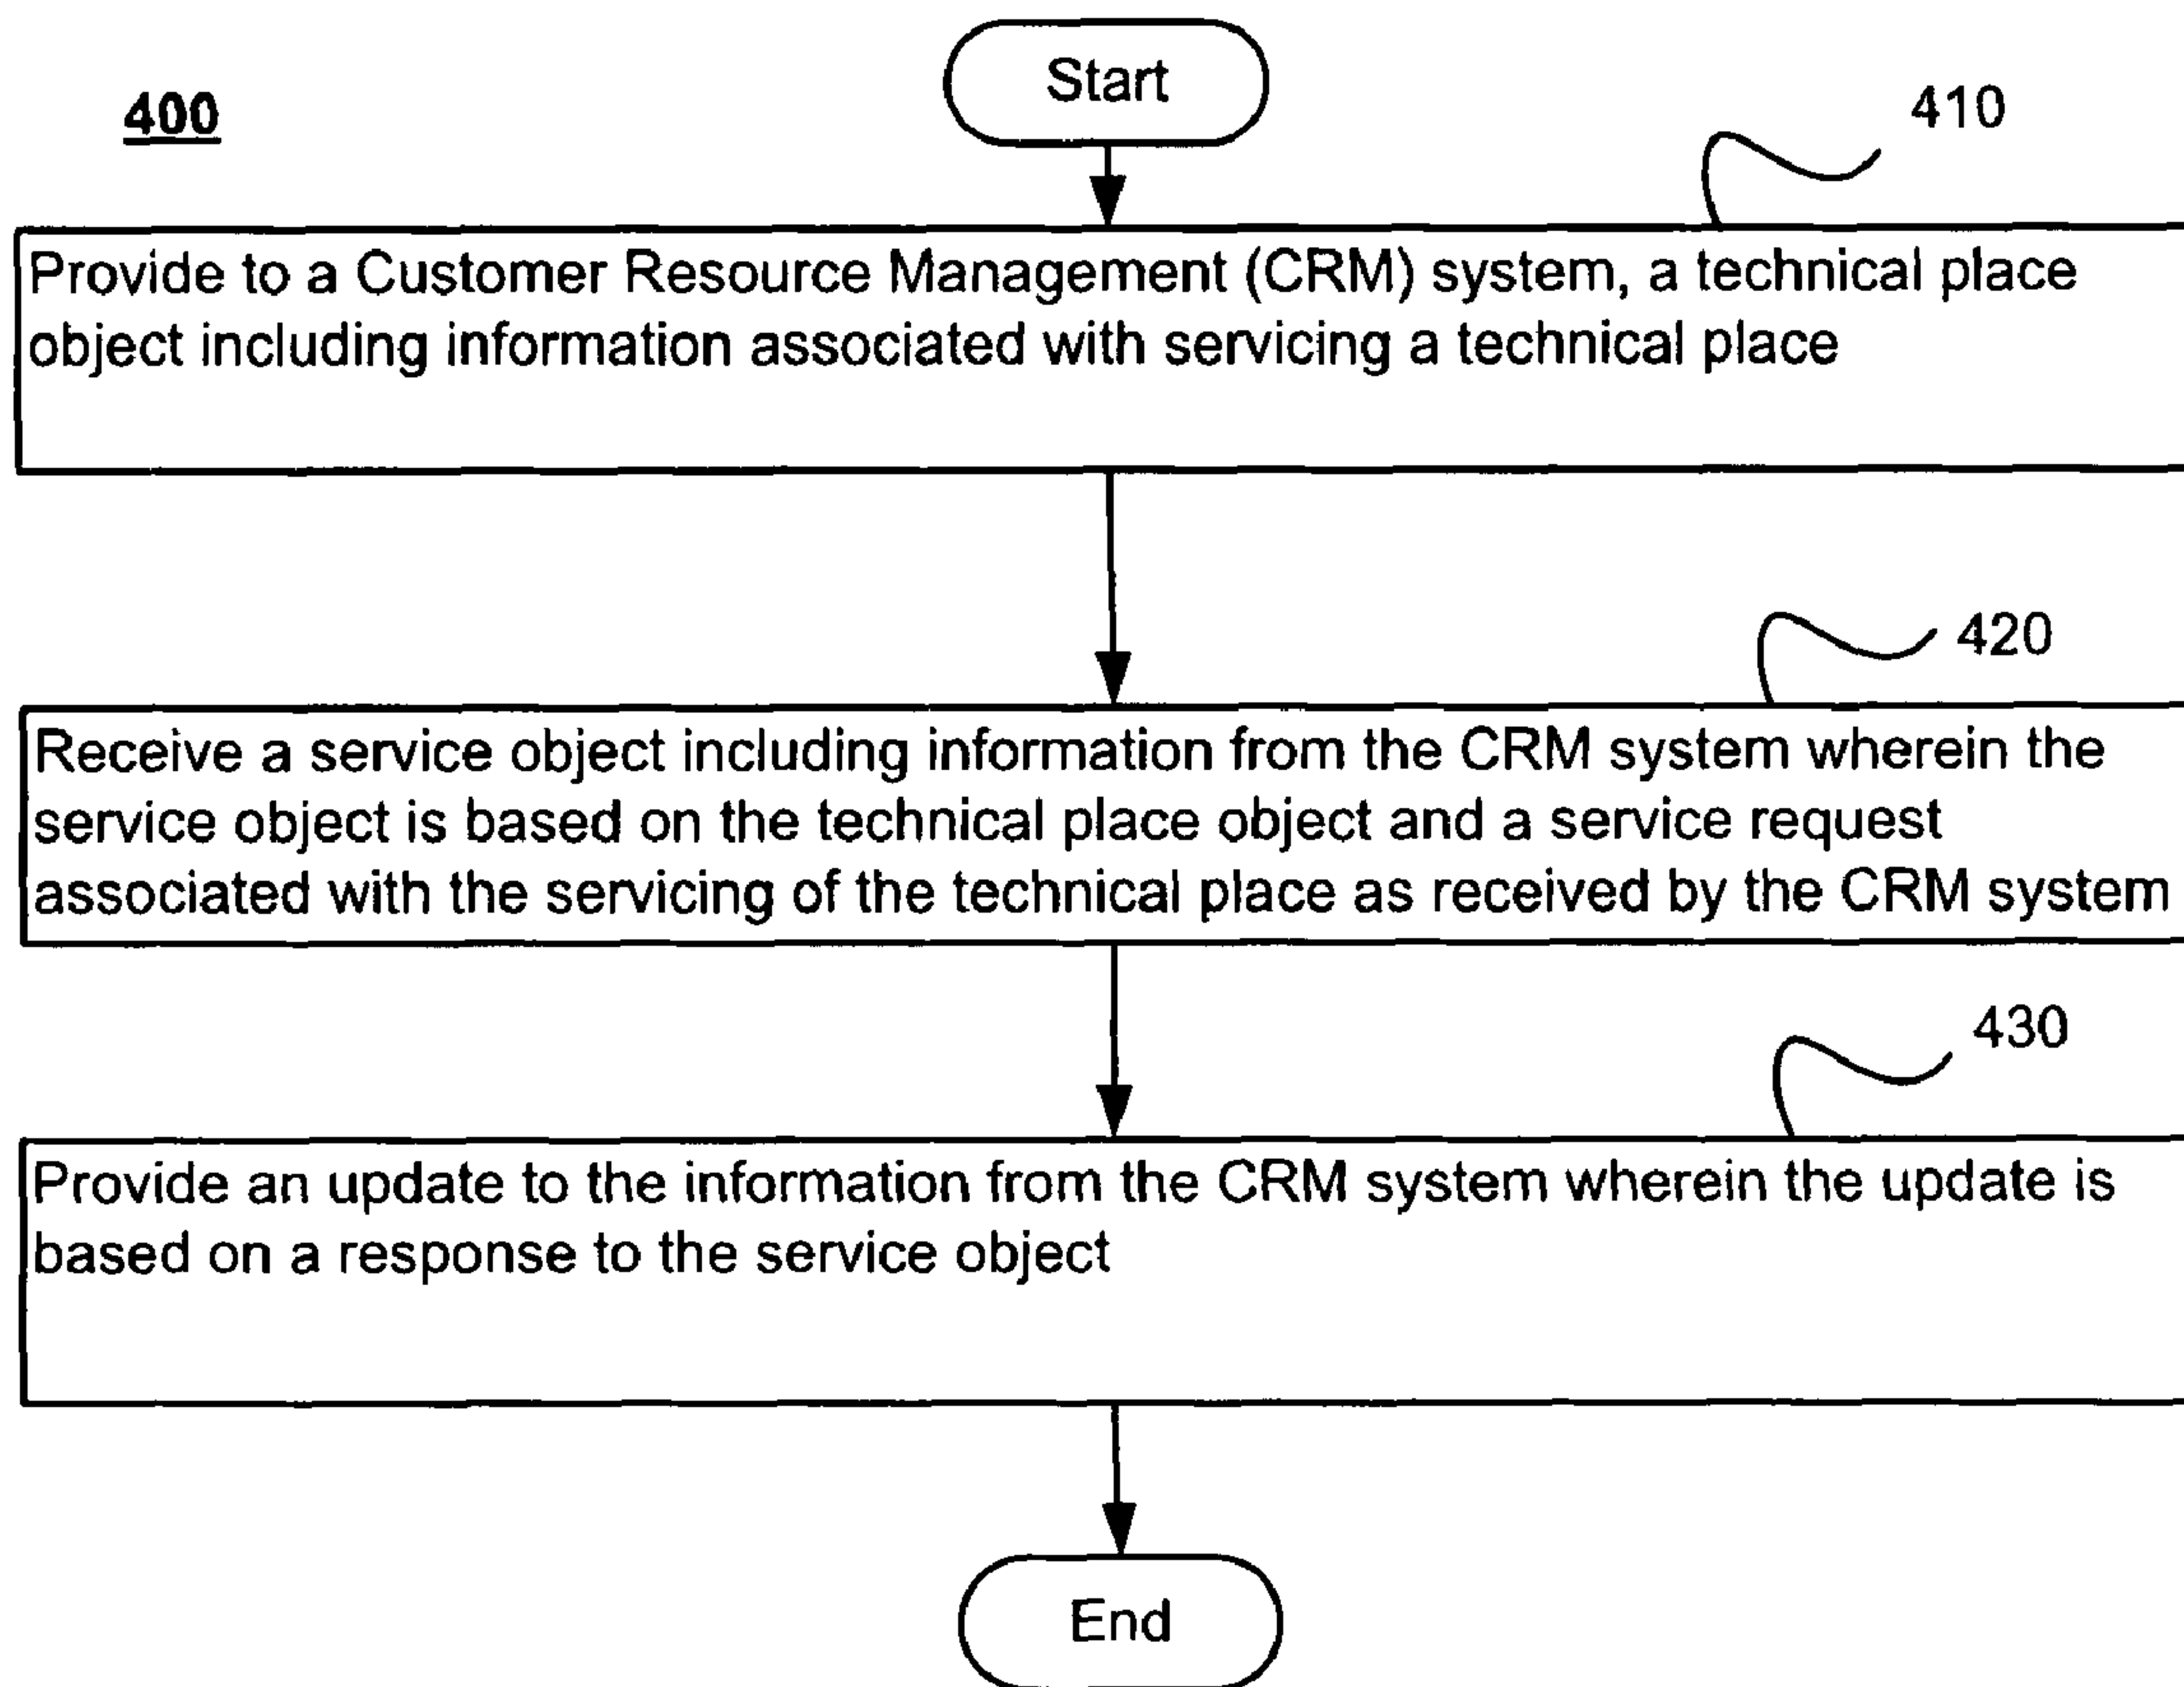 Start
400
410
Provide to a Customer Resource Management (CRM) system, a technical place
object including information associated with servicing a technical place
420
Receive a service object including information from the CRM system wherein the
service object is based on the technical place object and a service request
associated with the servicing of the technical place as received by the CRM system
430
Provide an update to the information from the CRM system wherein the update is
based on a response to the service object
End